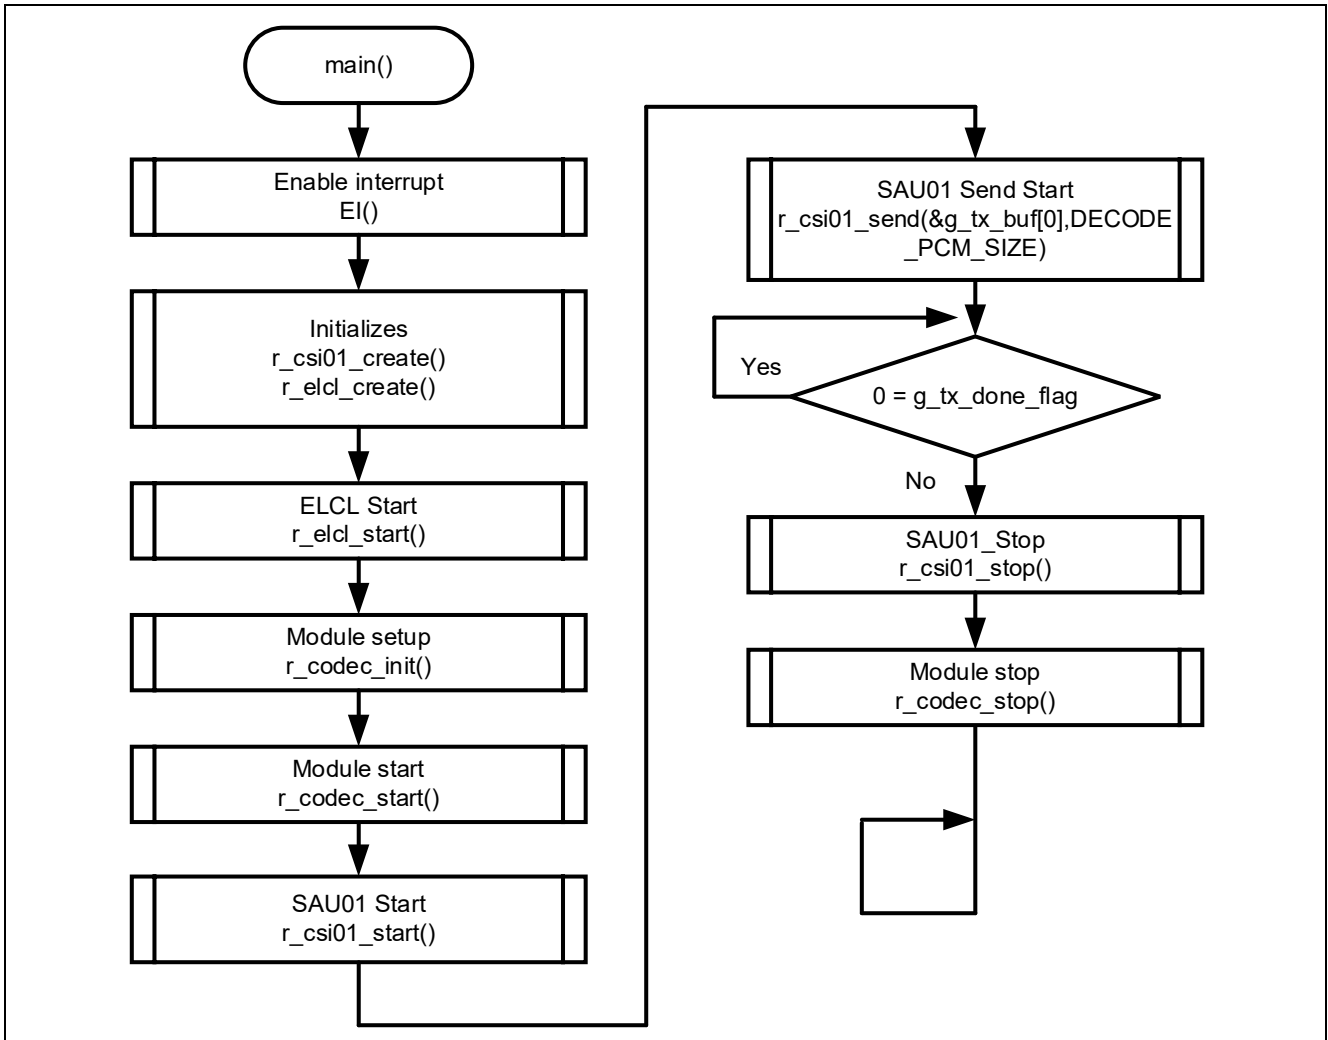 main()
Enable interrupt
EI()
Initializes
r_csi01_create()
r_elcl_create()
ELCL Start
r_elcl_start()
Module setup
r_codec_init()
Module start
r_codec_start()
SAU01 Start
r_csi01_start()
SAU01 Send Start
r_csi01_send(&g_tx_buf[0],DECODE
_PCM_SIZE)
Yes
0 = g_tx_done_flag
No
SAU01_Stop
r_csi01_stop()
Module stop
r_codec_stop()